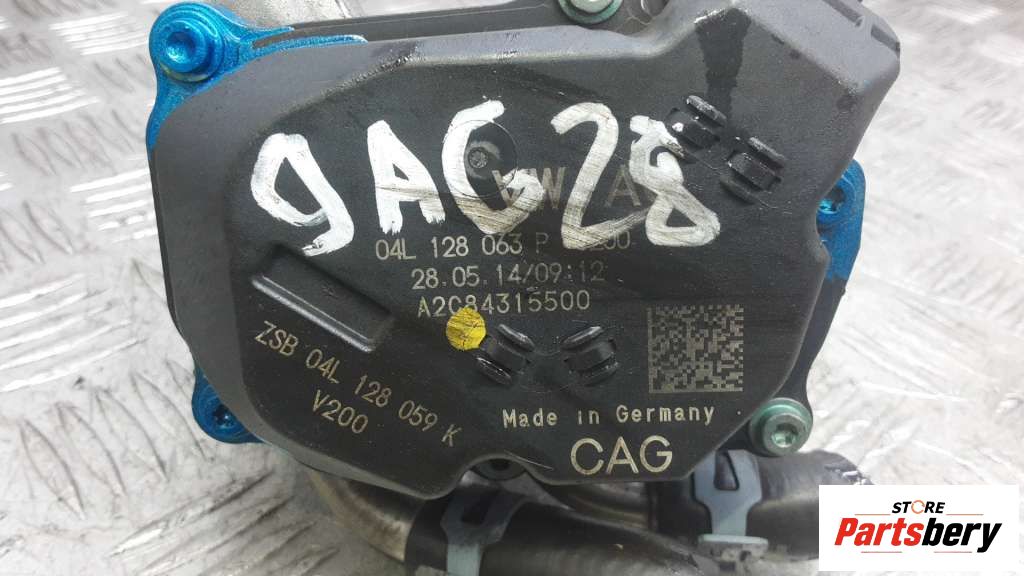 9AG28
VW A
04L 128 063 P
28.05.14/09:12
A2C84315500
ZSB 04L 128 059 K
V200
Made in Germany
CAG
STORE
Partsbery